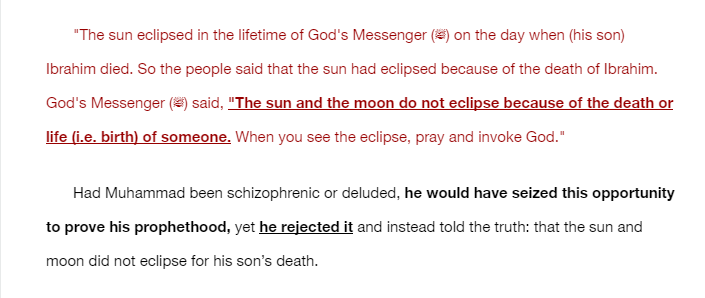 "The sun eclipsed in the lifetime of God's Messenger (ﷺ) on the day when (his son)
Ibrahim died. So the people said that the sun had eclipsed because of the death of Ibrahim.
God's Messenger (ﷺ) said, "The sun and the moon do not eclipse because of the death or
life (i.e. birth) of someone. When you see the eclipse, pray and invoke God."
Had Muhammad been schizophrenic or deluded, he would have seized this opportunity
to prove his prophethood, yet he rejected it and instead told the truth: that the sun and
moon did not eclipse for his son’s death.